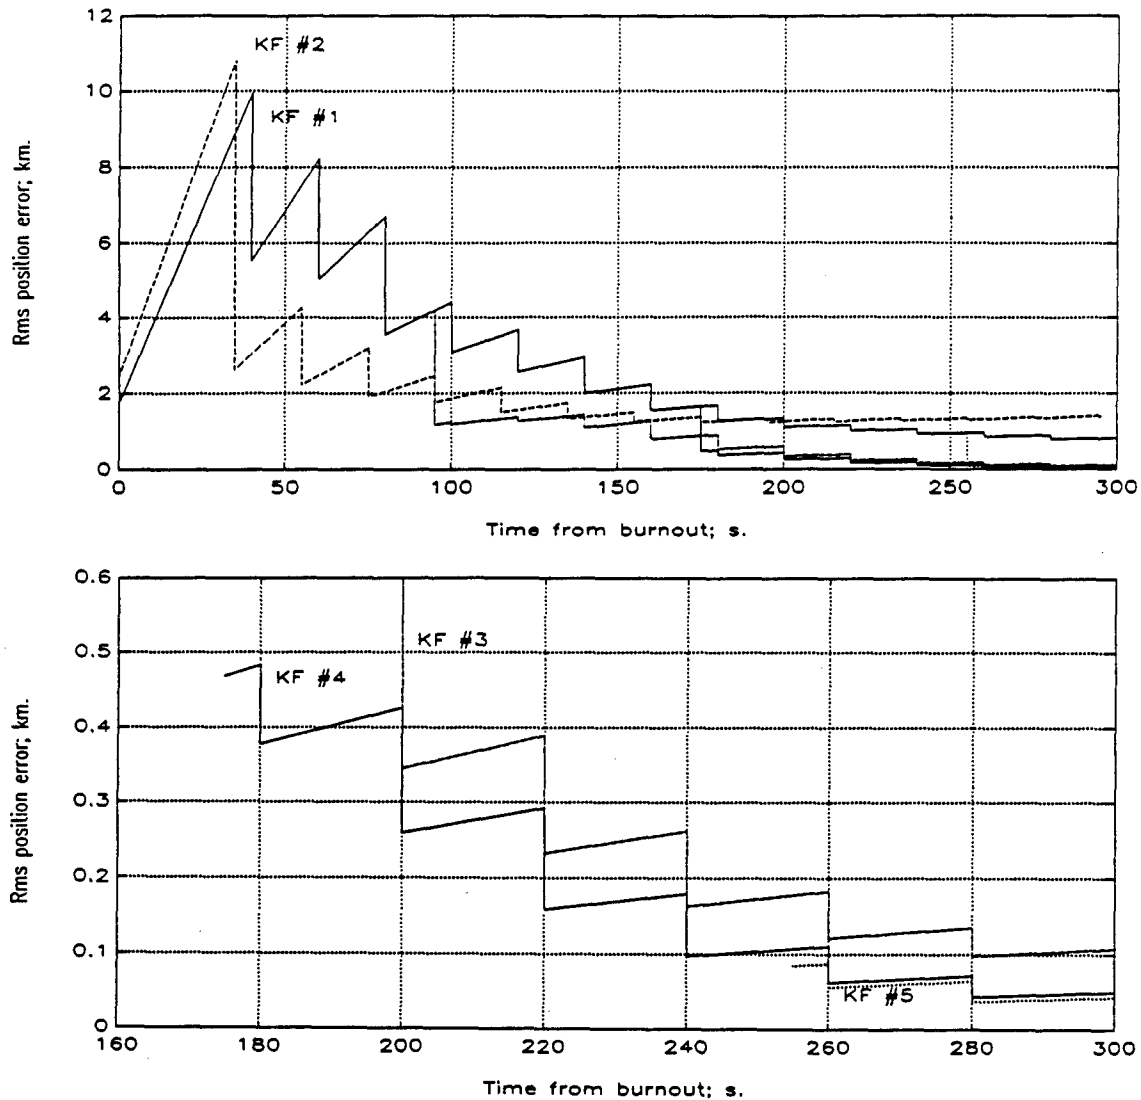 12
KF #2
10
KF #1
8
6
4
2
0
0 50 100 150 200 250 300
Rms position error; km.
Time from burnout; s.
0.6
KF #3
0.5
KF #4
0.4
0.3
0.2
0.1
KF #5
0
160 180 200 220 240 260 280 300
Rms position error; km.
Time from burnout; s.